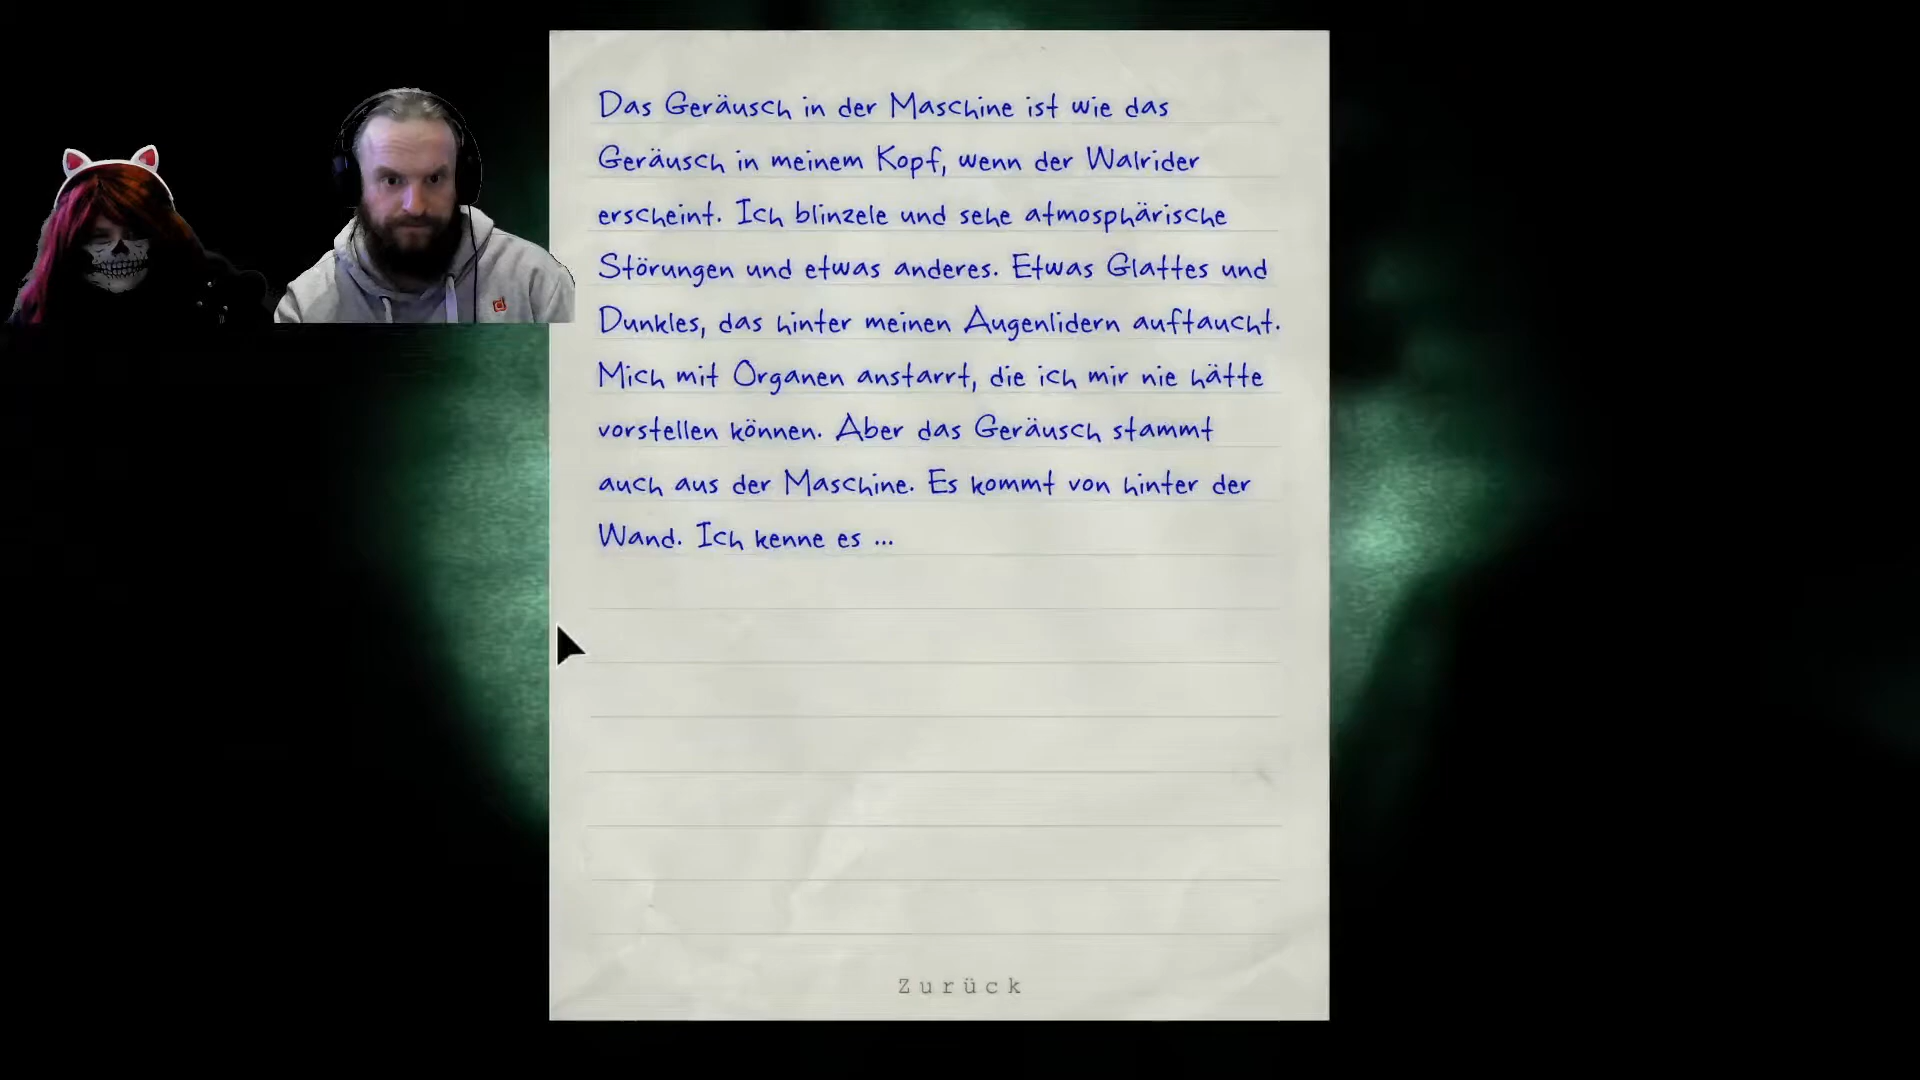 Das Geräusch in der Maschine ist wie das
Geräusch in meinem Kopf, wenn der Walrider
erscheint. Ich blinzele und sehe atmosphärische
Störungen und etwas anderes. Etwas Glattes und
Dunkles, das hinter meinen Augenlidern auftaucht.
Mich mit Organen anstarrt, die ich mir nie hätte
vorstellen können. Aber das Geräusch stammt
auch aus der Maschine. Es kommt von hinter der
Wand. Ich kenne es ...
Zurück